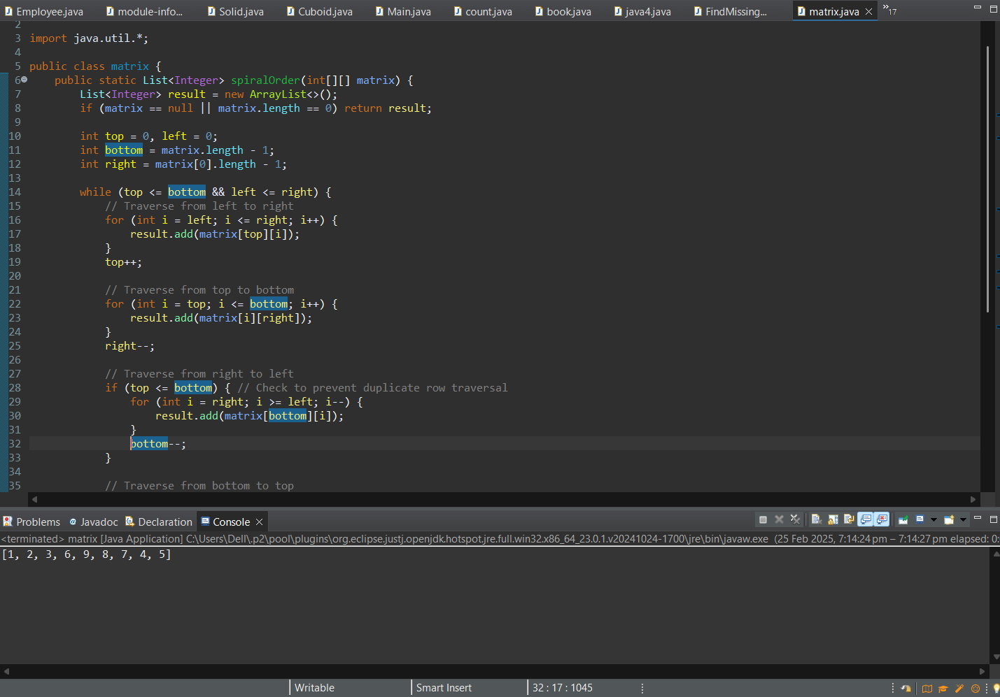 Employee.java module-info... Solid.java Cuboid.java Main.java count.java book.java java4.java FindMissing... matrix.java »17
2
3 import java.util.*;
4
5 public class matrix {
6 public static List<Integer> spiralOrder(int[][] matrix) {
7 List<Integer> result = new ArrayList<>();
8 if (matrix == null || matrix.length == 0) return result;
9
10 int top = 0, left = 0;
11 int bottom = matrix.length - 1;
12 int right = matrix[0].length - 1;
13
14 while (top <= bottom && left <= right) {
15 // Traverse from left to right
16 for (int i = left; i <= right; i++) {
17 result.add(matrix[top][i]);
18 }
19 top++;
20
21 // Traverse from top to bottom
22 for (int i = top; i <= bottom; i++) {
23 result.add(matrix[i][right]);
24 }
25 right--;
26
27 // Traverse from right to left
28 if (top <= bottom) { // Check to prevent duplicate row traversal
29 for (int i = right; i >= left; i--) {
30 result.add(matrix[bottom][i]);
31 }
32 bottom--;
33 }
34
35 // Traverse from bottom to top
Problems Javadoc Declaration Console
<terminated> matrix [Java Application] C:\Users\Dell\.p2\pool\plugins\org.eclipse.justj.openjdk.hotspot.jre.full.win32.x86_64_23.0.1.v20241024-1700\jre\bin\javaw.exe (25 Feb 2025, 7:14:24 pm – 7:14:27 pm elapsed: 0:
[1, 2, 3, 6, 9, 8, 7, 4, 5]
Writable Smart Insert 32 : 17 : 1045